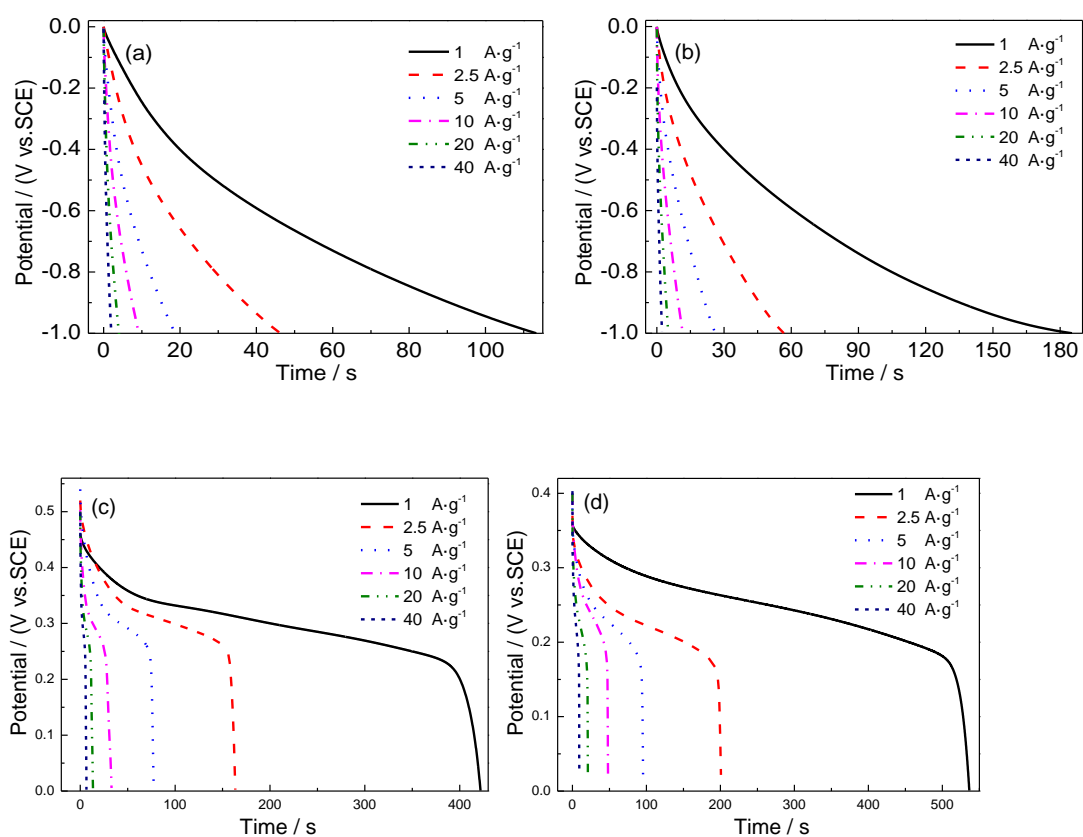 (a)
1 A·g⁻¹
2.5 A·g⁻¹
5 A·g⁻¹
10 A·g⁻¹
20 A·g⁻¹
40 A·g⁻¹
Potential / (V vs.SCE)
0.0
-0.2
-0.4
-0.6
-0.8
-1.0
0 20 40 60 80 100
Time / s
(b)
1 A·g⁻¹
2.5 A·g⁻¹
5 A·g⁻¹
10 A·g⁻¹
20 A·g⁻¹
40 A·g⁻¹
Potential / (V vs.SCE)
0.0
-0.2
-0.4
-0.6
-0.8
-1.0
0 30 60 90 120 150 180
Time / s
(c)
1 A·g⁻¹
2.5 A·g⁻¹
5 A·g⁻¹
10 A·g⁻¹
20 A·g⁻¹
40 A·g⁻¹
Potential / (V vs.SCE)
0.5
0.4
0.3
0.2
0.1
0.0
0 100 200 300 400
Time / s
(d)
1 A·g⁻¹
2.5 A·g⁻¹
5 A·g⁻¹
10 A·g⁻¹
20 A·g⁻¹
40 A·g⁻¹
Potential / (V vs.SCE)
0.4
0.3
0.2
0.1
0.0
0 100 200 300 400 500
Time / s